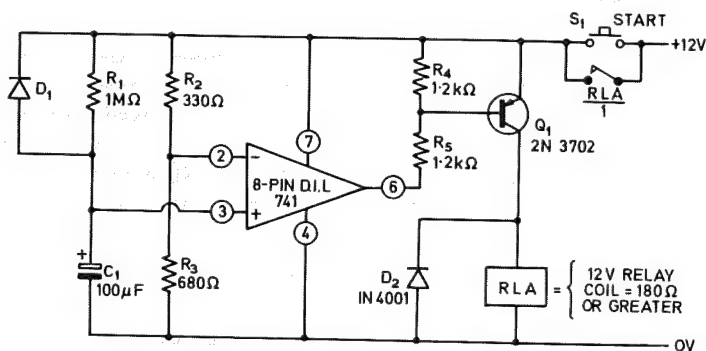 S1 START
+12V
RLA
1
D1
R1
1MΩ
R2
330Ω
R4
1·2kΩ
Q1
2N 3702
7
2
−
8-PIN D.I.L
741
6
R5
1·2kΩ
3
+
4
+
C1
100µF
R3
680Ω
D2
IN 4001
RLA = { 12V RELAY
COIL = 180Ω
OR GREATER
0V